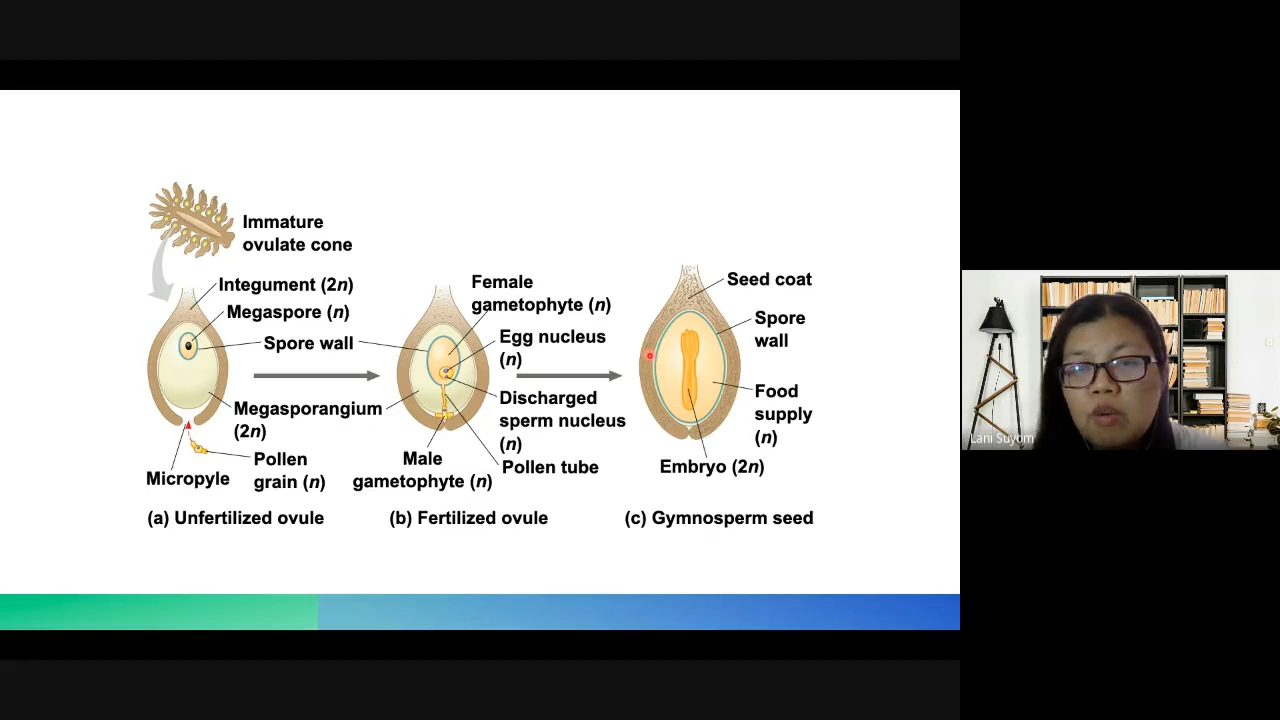 Immature
ovulate cone
Integument (2n)
Megaspore (n)
Spore wall
Megasporangium
(2n)
Pollen
grain (n)
Micropyle
(a) Unfertilized ovule
Female
gametophyte (n)
Egg nucleus
(n)
Discharged
sperm nucleus
(n)
Pollen tube
Male
gametophyte (n)
(b) Fertilized ovule
Seed coat
Spore
wall
Food
supply
(n)
Embryo (2n)
(c) Gymnosperm seed
Lani Suyom